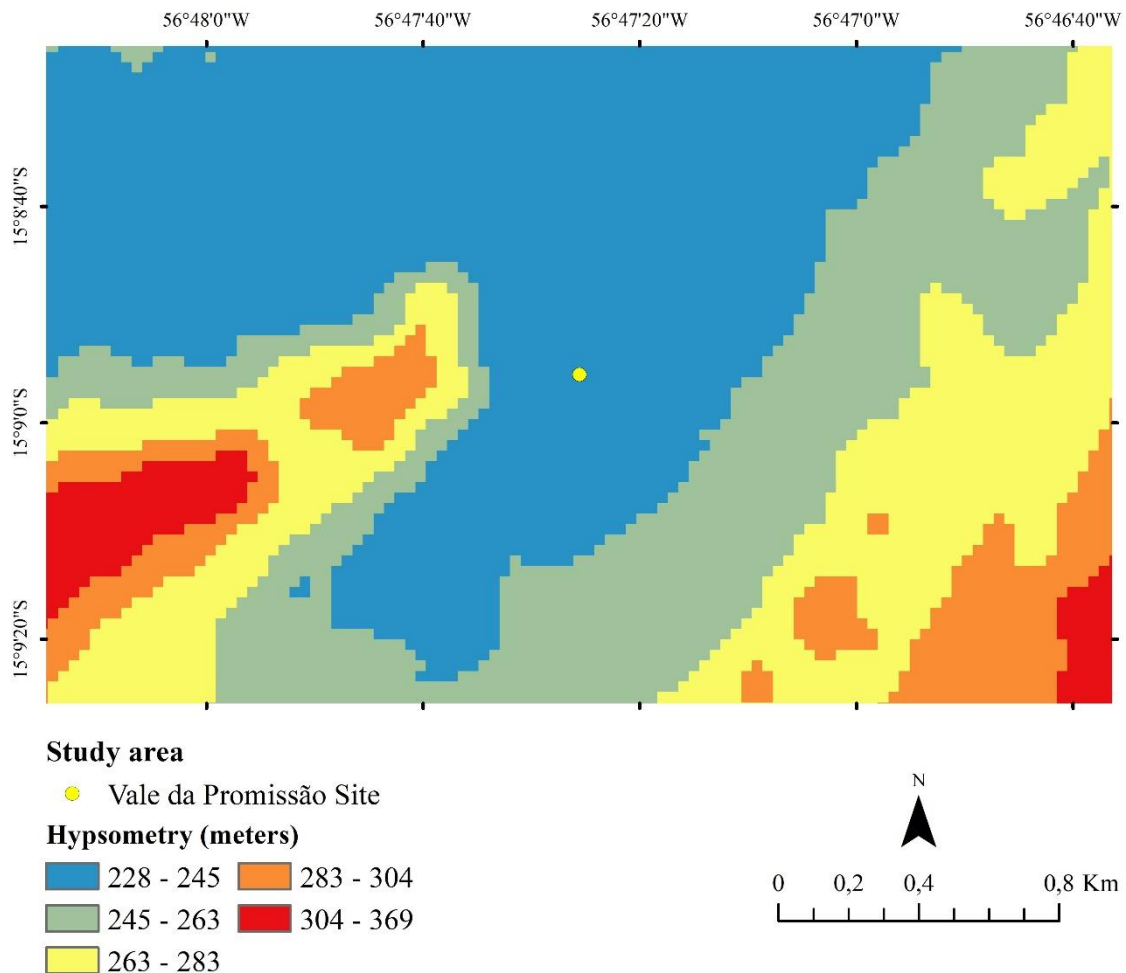 56°48'0"W 56°47'40"W 56°47'20"W 56°47'0"W 56°46'40"W
15°8'40"S
15°9'0"S
15°9'20"S
Study area
Vale da Promissão Site
Hypsometry (meters)
228 - 245 283 - 304
245 - 263 304 - 369
263 - 283
N
0 0,2 0,4 0,8 Km